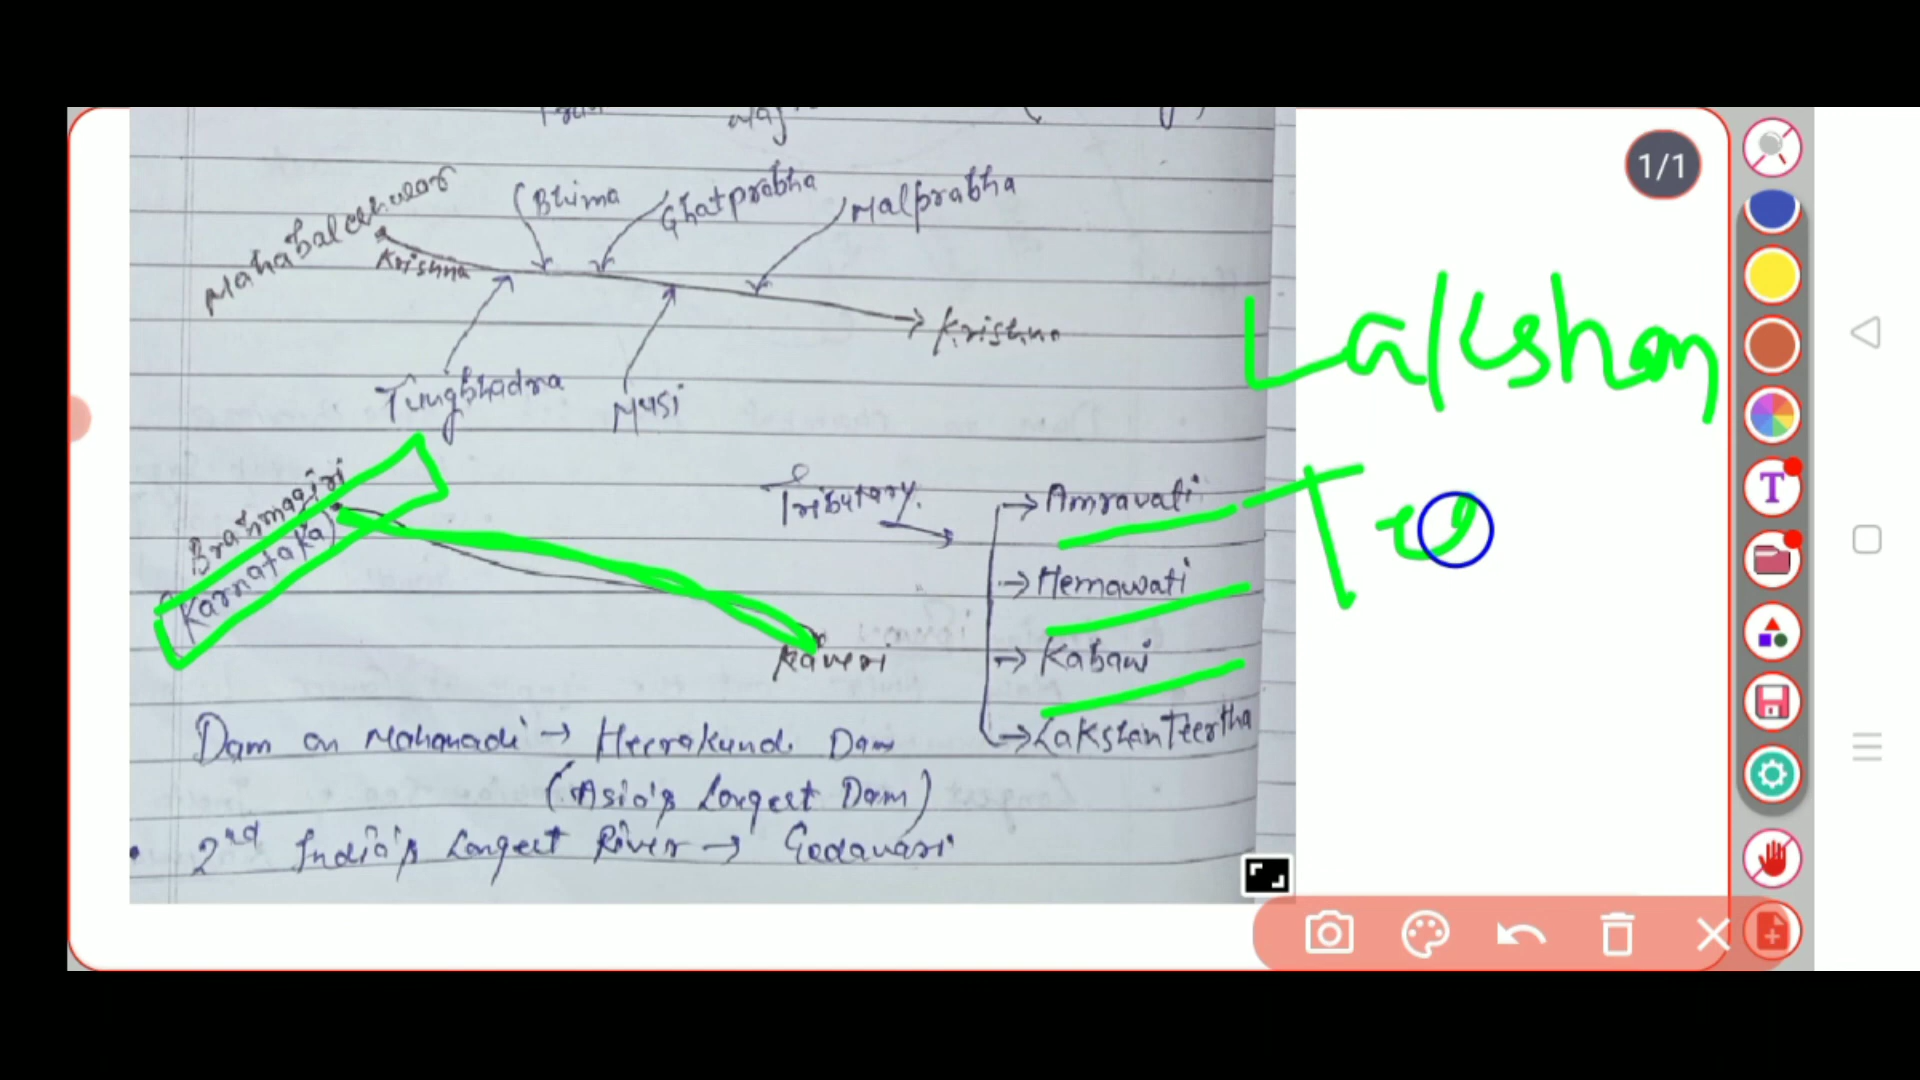 Mahabaleshwar
Bhima
Ghatprabha
Malprabha
Krishna
Krishna
Tungbhadra
Musi
Brahmagiri
(Karnataka)
Kaveri
Tributary.
Amravati
Hemawati
Kabani
LakshanTeertha
Dam on Mahanadi → Heerakund Dam
(Asia's Longest Dam)
2nd India's Longest River → Godavari
Lakshan
Tee
1/1
T